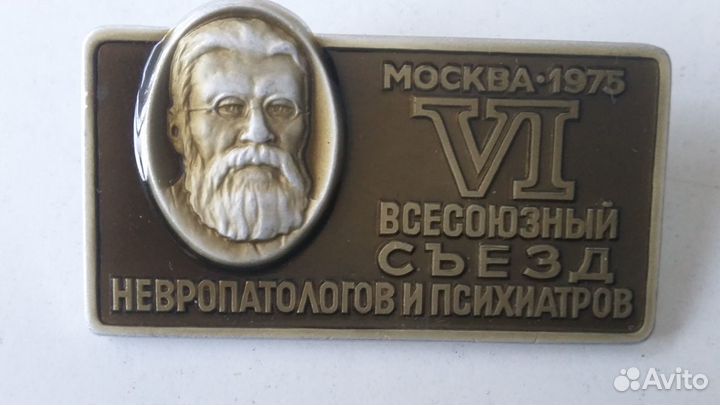 МОСКВА·1975
VI
ВСЕСОЮЗНЫЙ
СЪЕЗД
НЕВРОПАТОЛОГОВ И ПСИХИАТРОВ
Avito